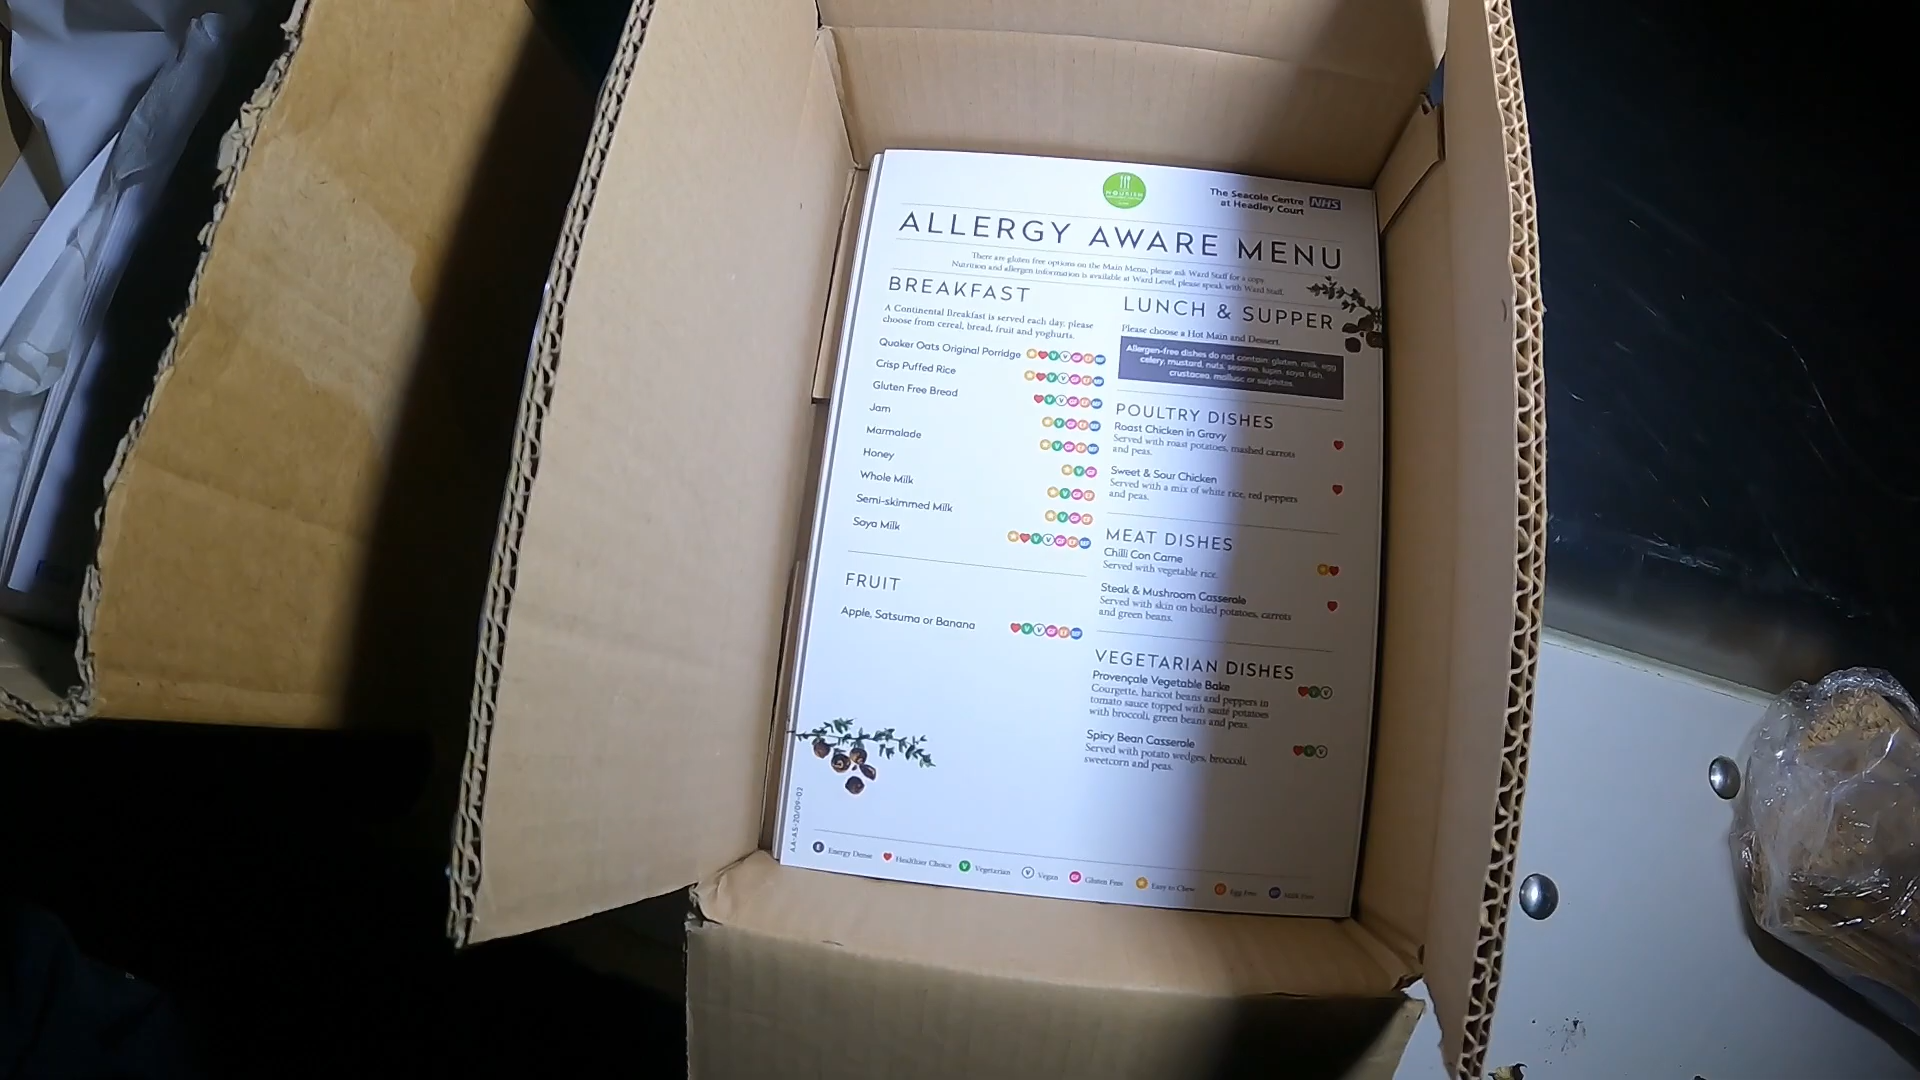 NOURISH
The Seacole Centre NHS
at Headley Court
ALLERGY AWARE MENU
There are gluten free options on the Main Menu, please ask Ward Staff for a copy.
Nutrition and allergen information is available at Ward Level, please speak with Ward Staff.
BREAKFAST
A Continental Breakfast is served each day, please
choose from cereal, bread, fruit and yoghurts.
Quaker Oats Original Porridge
Crisp Puffed Rice
Gluten Free Bread
Jam
Marmalade
Honey
Whole Milk
Semi-skimmed Milk
Soya Milk
FRUIT
Apple, Satsuma or Banana
LUNCH & SUPPER
Please choose a Hot Main and Dessert.
Allergen-free dishes do not contain: gluten, milk, egg
celery, mustard, nuts, sesame, lupin, soya, fish,
crustacea, mollusc or sulphites.
POULTRY DISHES
Roast Chicken in Gravy
Served with roast potatoes, mashed carrots
and peas.
Sweet & Sour Chicken
Served with a mix of white rice, red peppers
and peas.
MEAT DISHES
Chilli Con Carne
Served with vegetable rice.
Steak & Mushroom Casserole
Served with skin on boiled potatoes, carrots
and green beans.
VEGETARIAN DISHES
Provençale Vegetable Bake
Courgette, haricot beans and peppers in
tomato sauce topped with sauté potatoes
with broccoli, green beans and peas.
Spicy Bean Casserole
Served with potato wedges, broccoli,
sweetcorn and peas.
AA-AS-20/09-02
E Energy Dense Healthier Choice V Vegetarian V Vegan GF Gluten Free Easy to Chew Egg Free Milk Free